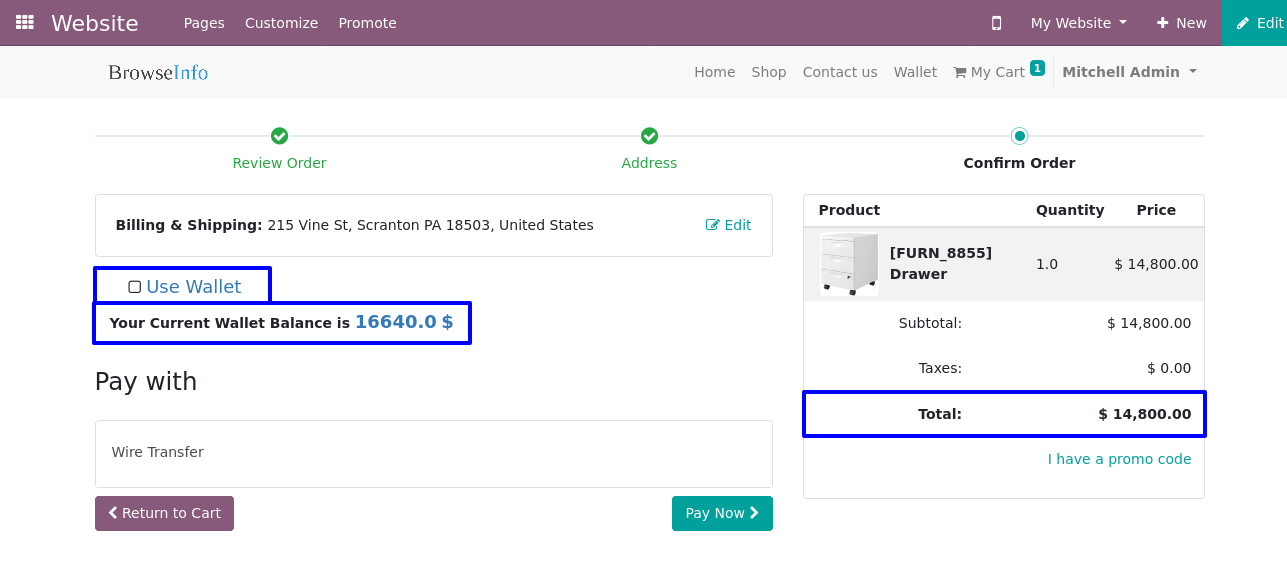 Website Pages Customize Promote My Website New Edit
BrowseInfo Home Shop Contact us Wallet My Cart 1 Mitchell Admin
Review Order Address Confirm Order
Billing & Shipping: 215 Vine St, Scranton PA 18503, United States Edit
Use Wallet
Your Current Wallet Balance is 16640.0 $
Pay with
Wire Transfer
Return to Cart Pay Now
Product Quantity Price
[FURN_8855]
Drawer 1.0 $ 14,800.00
Subtotal: $ 14,800.00
Taxes: $ 0.00
Total: $ 14,800.00
I have a promo code